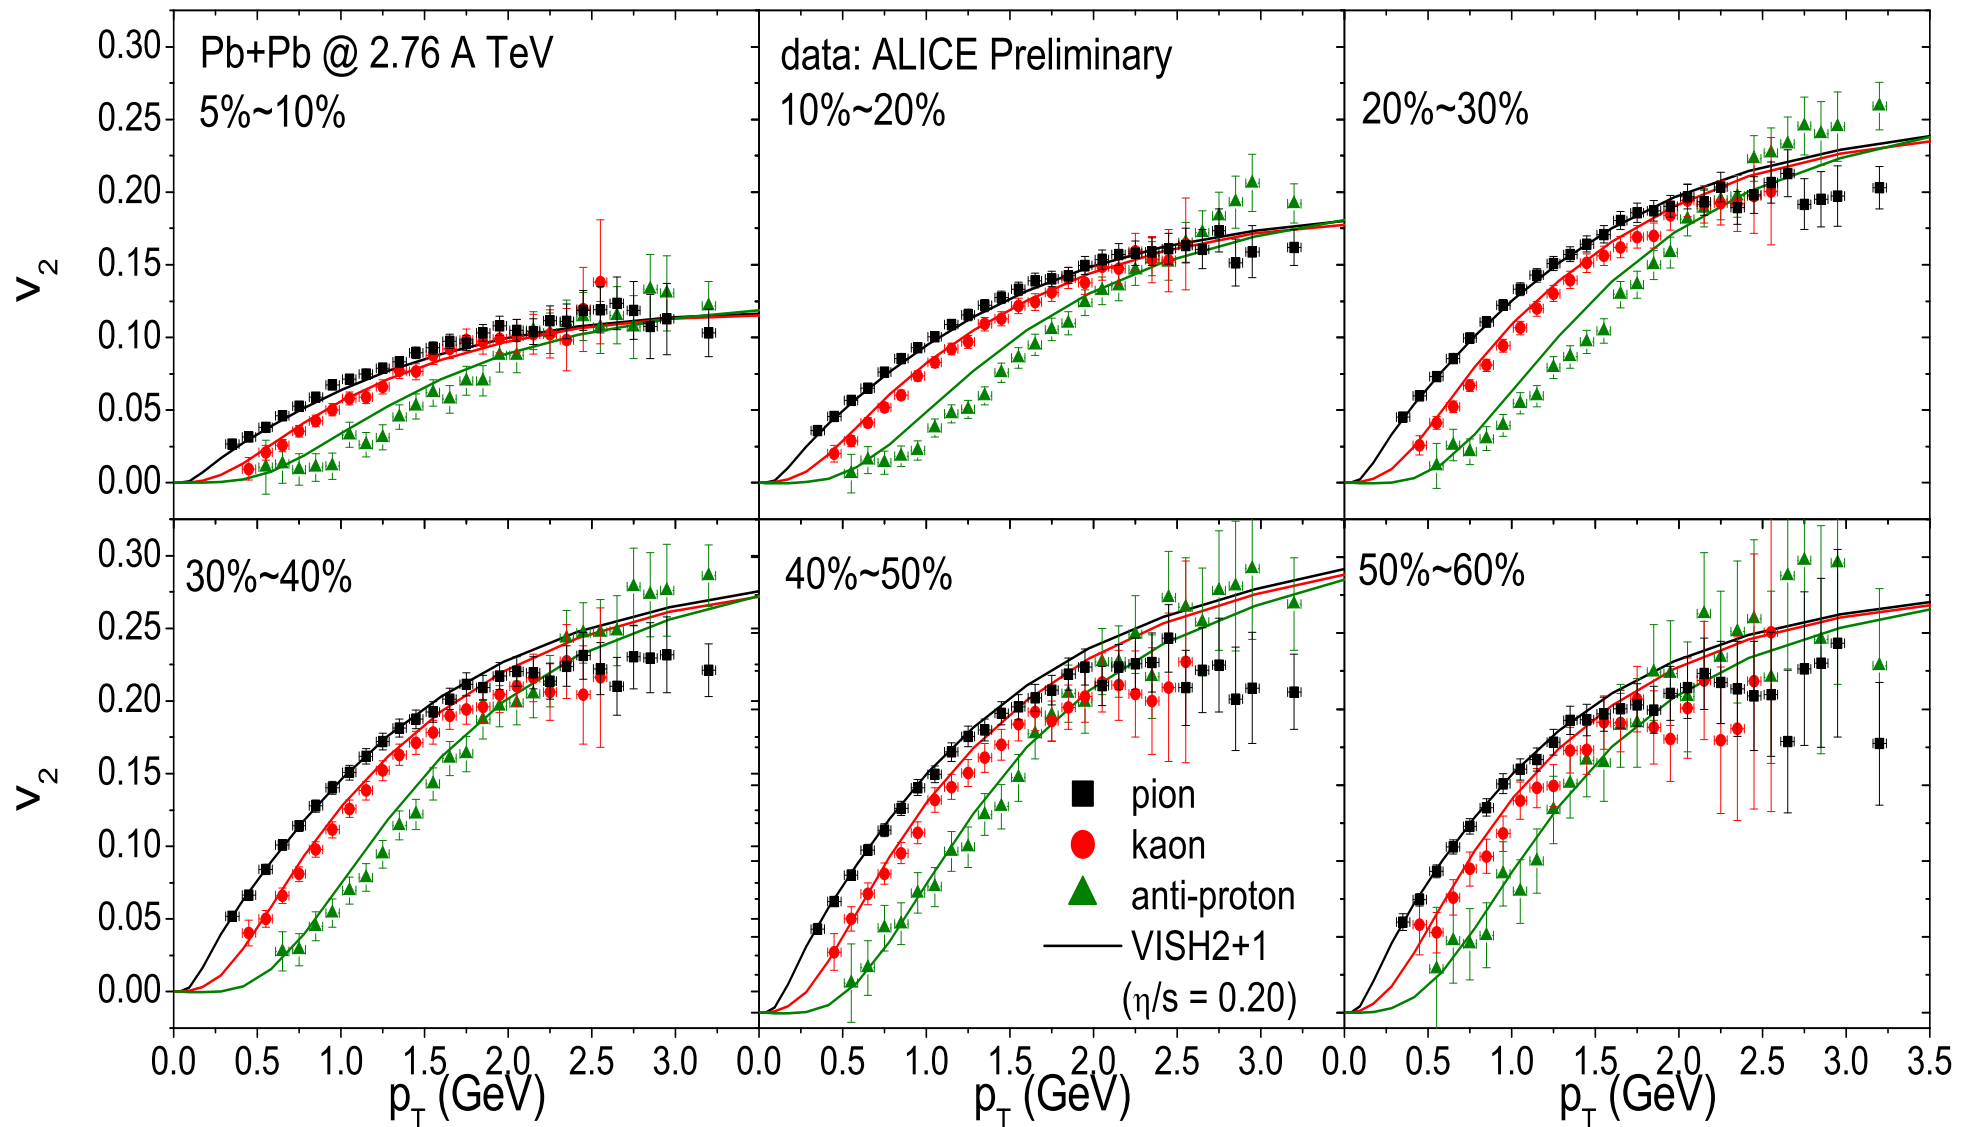 Pb+Pb @ 2.76 A TeV
5%~10%
data: ALICE Preliminary
10%~20%
20%~30%
0.30
0.25
0.20
0.15
0.10
0.05
0.00
v2
30%~40%
40%~50%
50%~60%
0.30
0.25
0.20
0.15
0.10
0.05
0.00
v2
pion
kaon
anti-proton
VISH2+1
(η/s = 0.20)
0.0 0.5 1.0 1.5 2.0 2.5 3.0 0.0 0.5 1.0 1.5 2.0 2.5 3.0 0.0 0.5 1.0 1.5 2.0 2.5 3.0 3.5
pT (GeV) pT (GeV) pT (GeV)